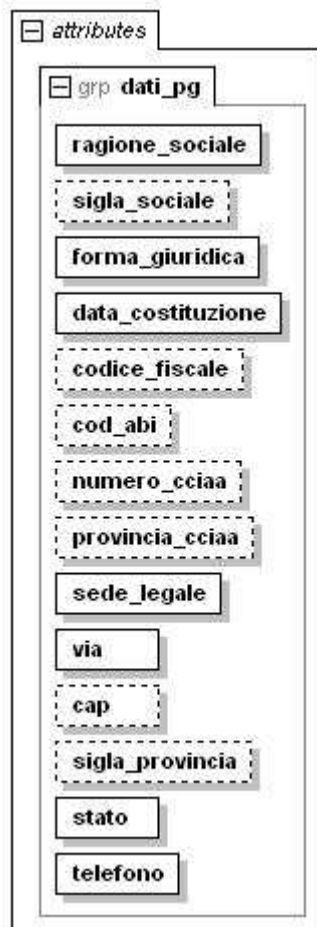 attributes
grp dati_pg
ragione_sociale
sigla_sociale
forma_giuridica
data_costituzione
codice_fiscale
cod_abi
numero_cciaa
provincia_cciaa
sede_legale
via
cap
sigla_provincia
stato
telefono